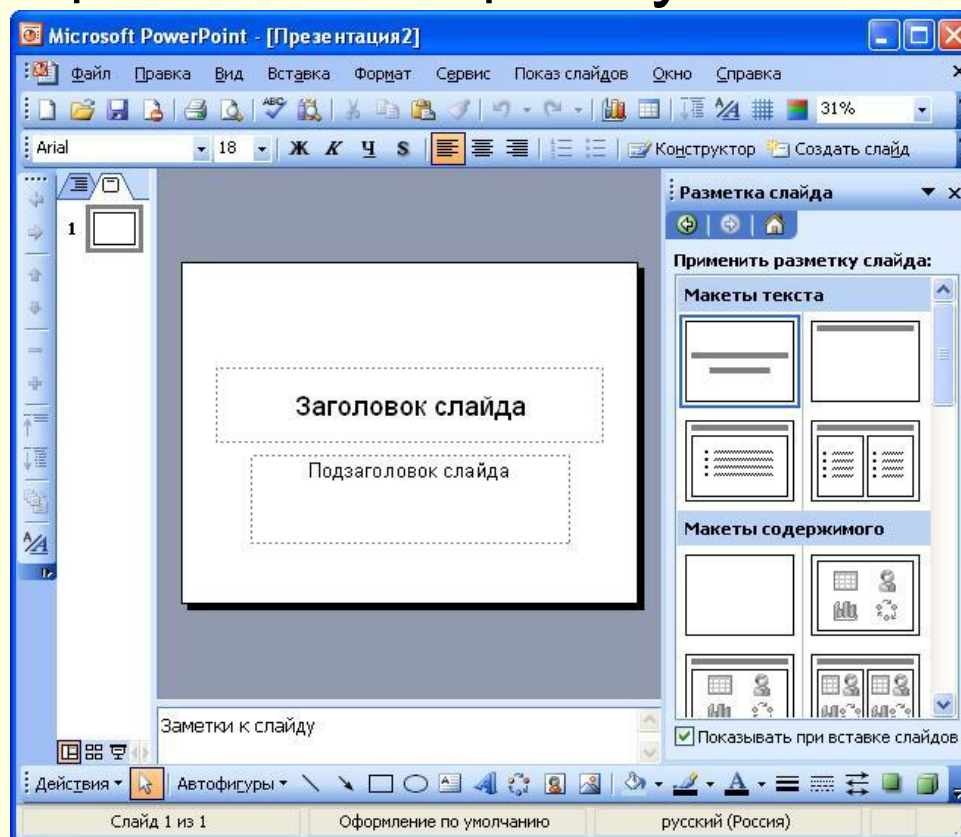 Microsoft PowerPoint - [Презентация2]
Файл Правка Вид Вставка Формат Сервис Показ слайдов Окно Справка
31%
Arial 18 Ж К Ч S Конструктор Создать слайд
Разметка слайда
1
Применить разметку слайда:
Макеты текста
Заголовок слайда
Подзаголовок слайда
Макеты содержимого
Заметки к слайду
Показывать при вставке слайдов
Действия Автофигуры
Слайд 1 из 1 Оформление по умолчанию русский (Россия)